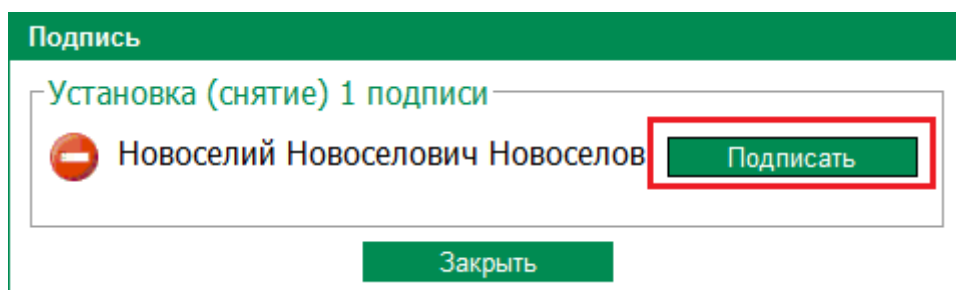 Подпись
Установка (снятие) 1 подписи
Новоселий Новоселович Новоселов Подписать
Закрыть